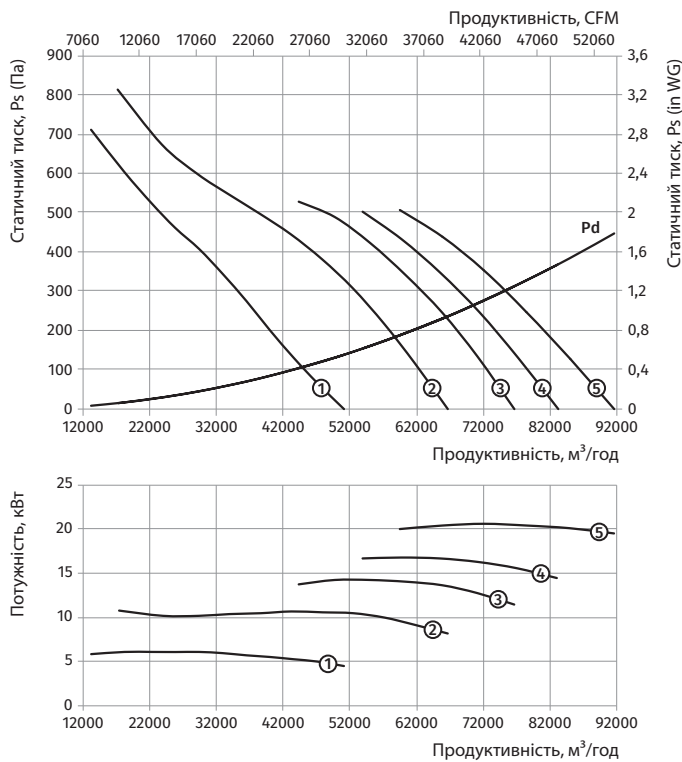 Продуктивність, CFM
7060 12060 17060 22060 26060 32060 37060 42060 47060 52060
900 3,6
800 3,2
700 2,8
600 2,4
500 2
400 1,6
300 1,2
200 0,8
100 0,4
0 0
Статичний тиск, Ps (Па)
Статичний тиск, Ps (in WG)
Pd
1 2 3 4 5
12000 22000 32000 42000 52000 62000 72000 82000 92000
Продуктивність, м³/год
Потужність, кВт
25
20
15
10
5
0
5
4
3
2
1
12000 22000 32000 42000 52000 62000 72000 82000 92000
Продуктивність, м³/год